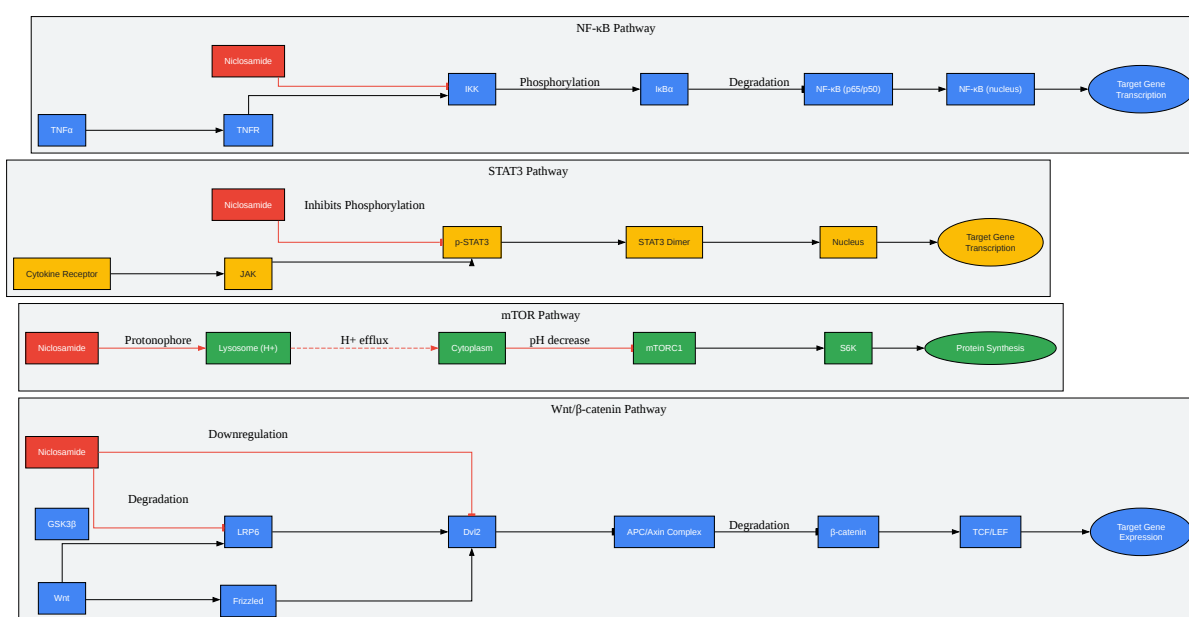 NF-κB Pathway
Niclosamide
IKK
Phosphorylation
IκBα
Degradation
NF-κB (p65/p50)
NF-κB (nucleus)
Target Gene
Transcription
TNFα
TNFR
STAT3 Pathway
Niclosamide
Inhibits Phosphorylation
p-STAT3
STAT3 Dimer
Nucleus
Target Gene
Transcription
Cytokine Receptor
JAK
mTOR Pathway
Niclosamide
Protonophore
Lysosome (H+)
H+ efflux
Cytoplasm
pH decrease
mTORC1
S6K
Protein Synthesis
Wnt/β-catenin Pathway
Downregulation
Niclosamide
Degradation
GSK3β
LRP6
Dvl2
APC/Axin Complex
Degradation
β-catenin
TCF/LEF
Target Gene
Expression
Wnt
Frizzled